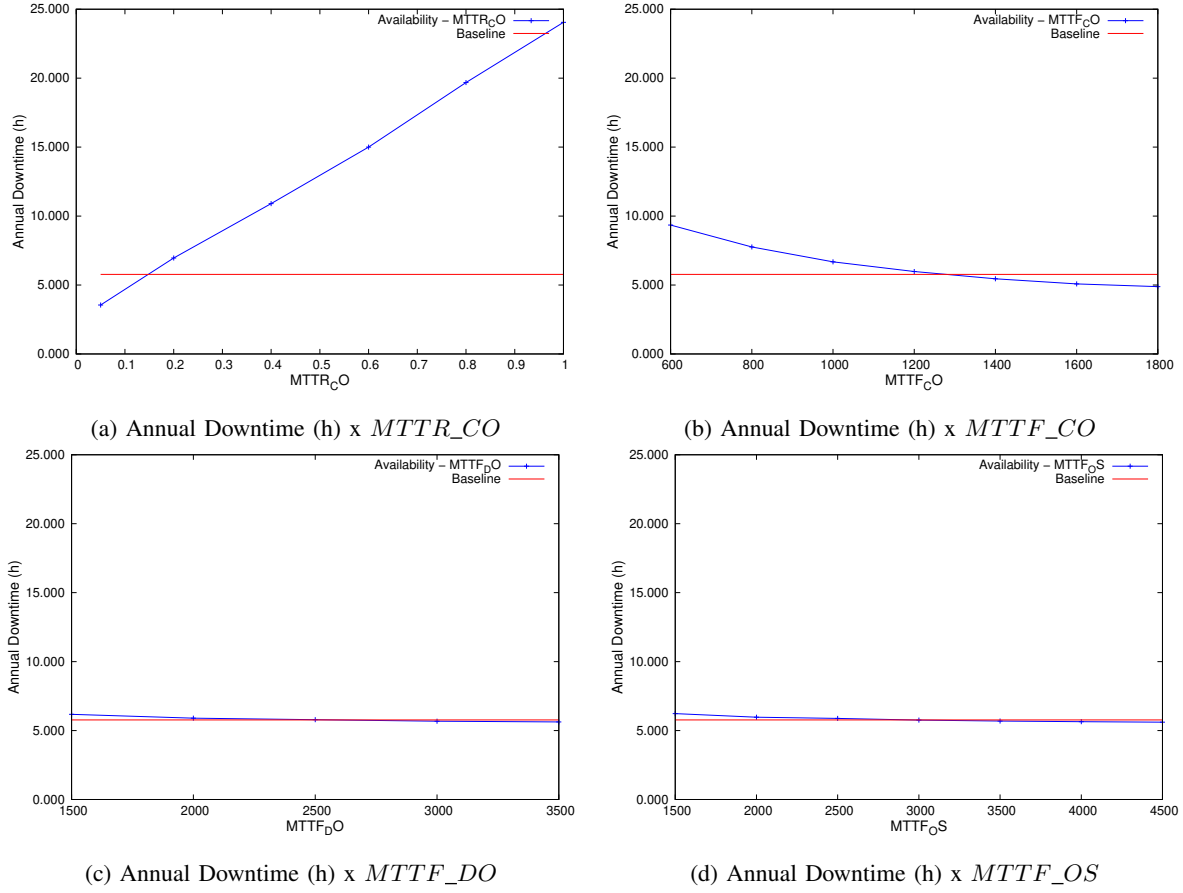 25.000
20.000
15.000
10.000
5.000
0.000
Annual Downtime (h)
Availability – MTTR_CO
Baseline
0 0.1 0.2 0.3 0.4 0.5 0.6 0.7 0.8 0.9 1
MTTR_CO
(a) Annual Downtime (h) x MTTR_CO
25.000
20.000
15.000
10.000
5.000
0.000
Annual Downtime (h)
Availability – MTTF_CO
Baseline
600 800 1000 1200 1400 1600 1800
MTTF_CO
(b) Annual Downtime (h) x MTTF_CO
25.000
20.000
15.000
10.000
5.000
0.000
Annual Downtime (h)
Availability – MTTF_DO
Baseline
1500 2000 2500 3000 3500
MTTF_DO
(c) Annual Downtime (h) x MTTF_DO
25.000
20.000
15.000
10.000
5.000
0.000
Annual Downtime (h)
Availability – MTTF_OS
Baseline
1500 2000 2500 3000 3500 4000 4500
MTTF_OS
(d) Annual Downtime (h) x MTTF_OS